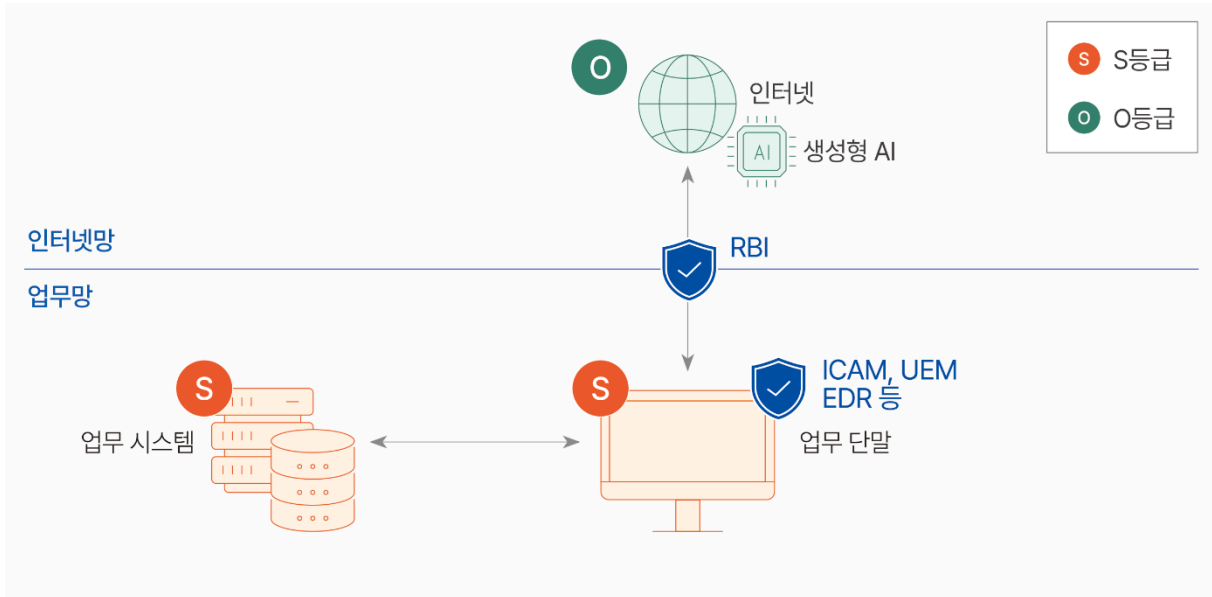 S S등급
O O등급
O
인터넷
AI
생성형 AI
인터넷망
RBI
업무망
S
업무 시스템
S
ICAM, UEM
EDR 등
업무 단말